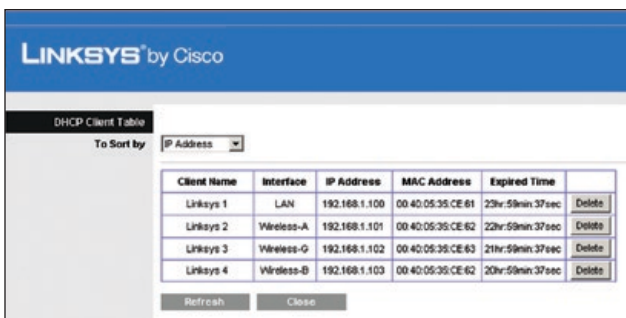 LINKSYS® by Cisco
DHCP Client Table
To Sort by IP Address
Client Name Interface IP Address MAC Address Expired Time
Linksys 1 LAN 192.168.1.100 00:40:05:35:CE:61 23hr:59min:37sec Delete
Linksys 2 Wireless-A 192.168.1.101 00:40:05:35:CE:62 22hr:59min:37sec Delete
Linksys 3 Wireless-G 192.168.1.102 00:40:05:35:CE:63 21hr:59min:37sec Delete
Linksys 4 Wireless-B 192.168.1.103 00:40:05:35:CE:62 20hr:59min:37sec Delete
Refresh Close